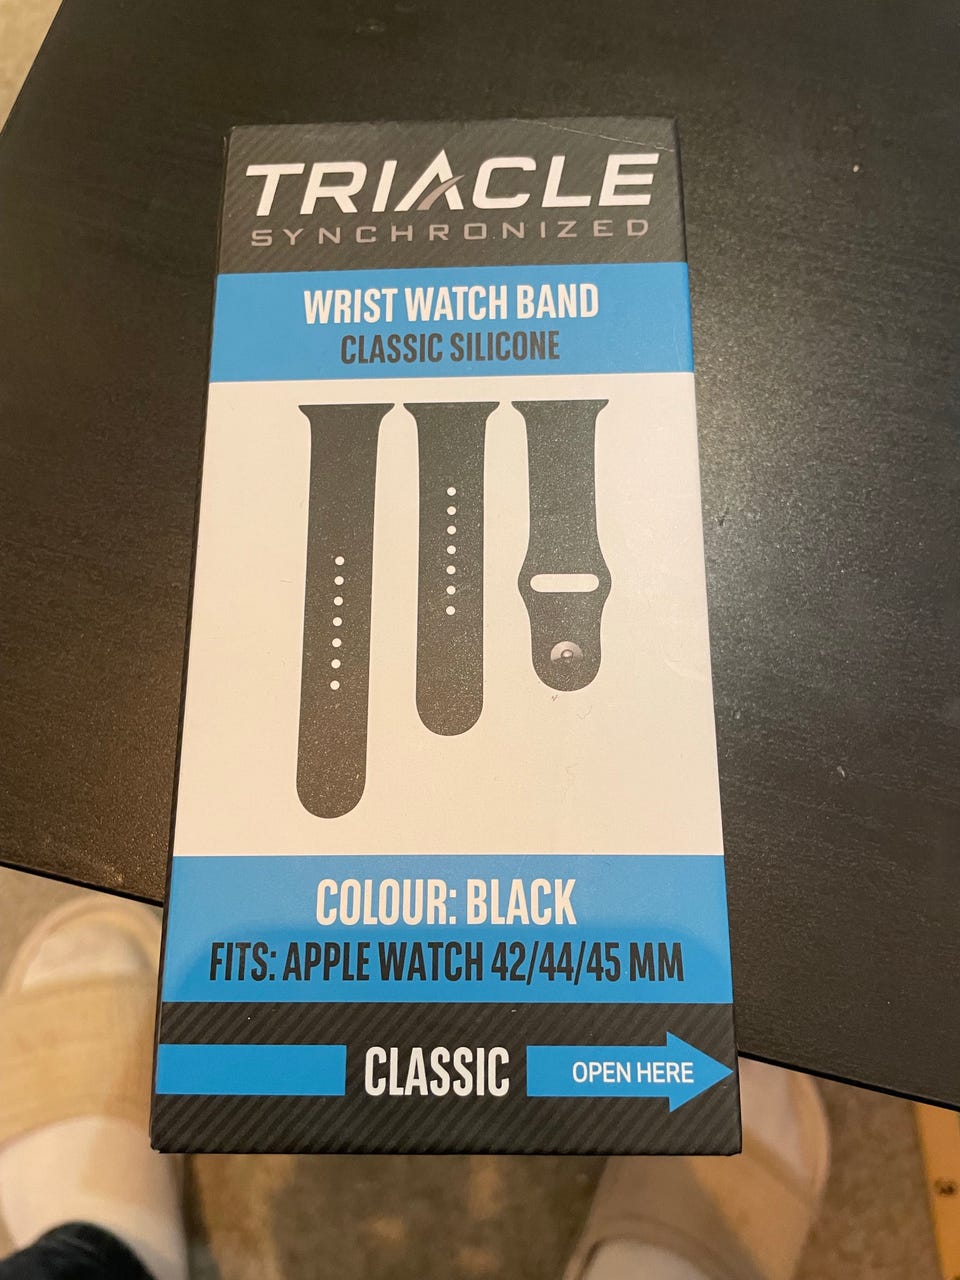 TRIACLE
SYNCHRONIZED
WRIST WATCH BAND
CLASSIC SILICONE
COLOUR: BLACK
FITS: APPLE WATCH 42/44/45 MM
CLASSIC
OPEN HERE